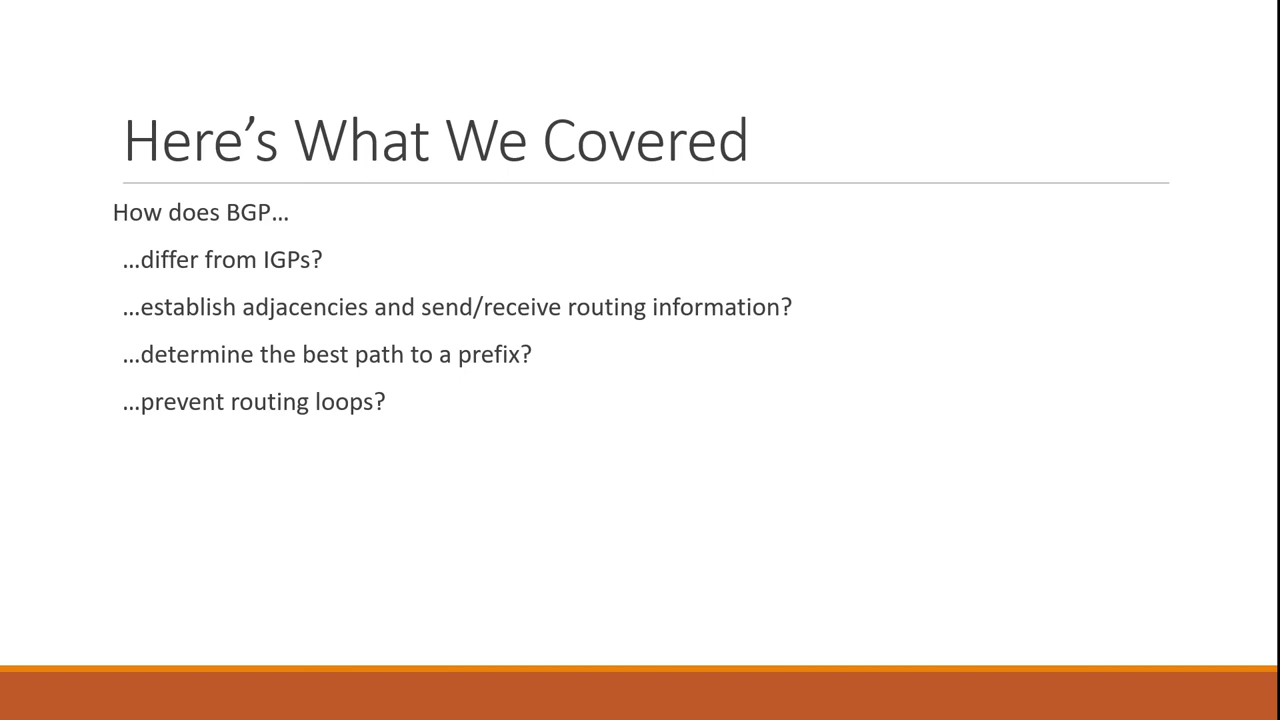 Here’s What We Covered
How does BGP…
…differ from IGPs?
…establish adjacencies and send/receive routing information?
…determine the best path to a prefix?
…prevent routing loops?